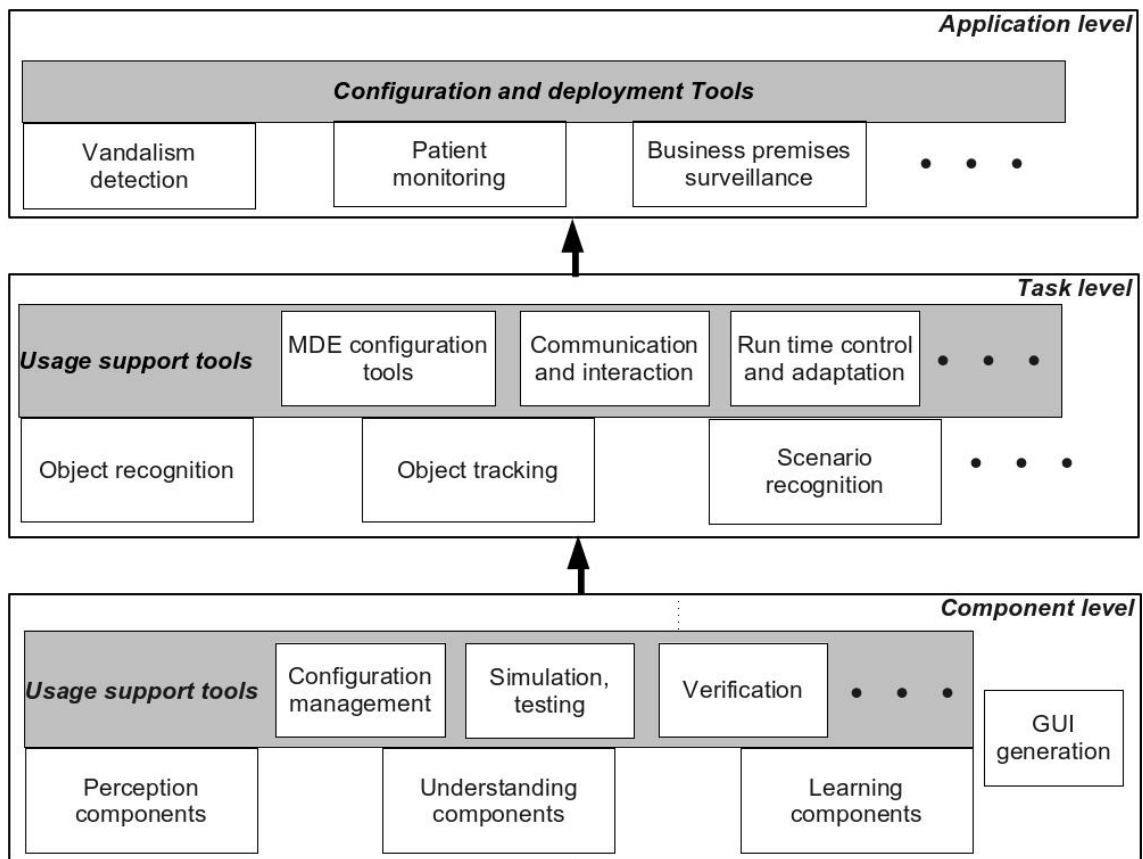 Application level
Configuration and deployment Tools
Vandalism
detection
Patient
monitoring
Business premises
surveillance
• • •
Task level
Usage support tools
MDE configuration
tools
Communication
and interaction
Run time control
and adaptation
• • •
Object recognition
Object tracking
Scenario
recognition
• • •
Component level
Usage support tools
Configuration
management
Simulation,
testing
Verification
• • •
GUI
generation
Perception
components
Understanding
components
Learning
components